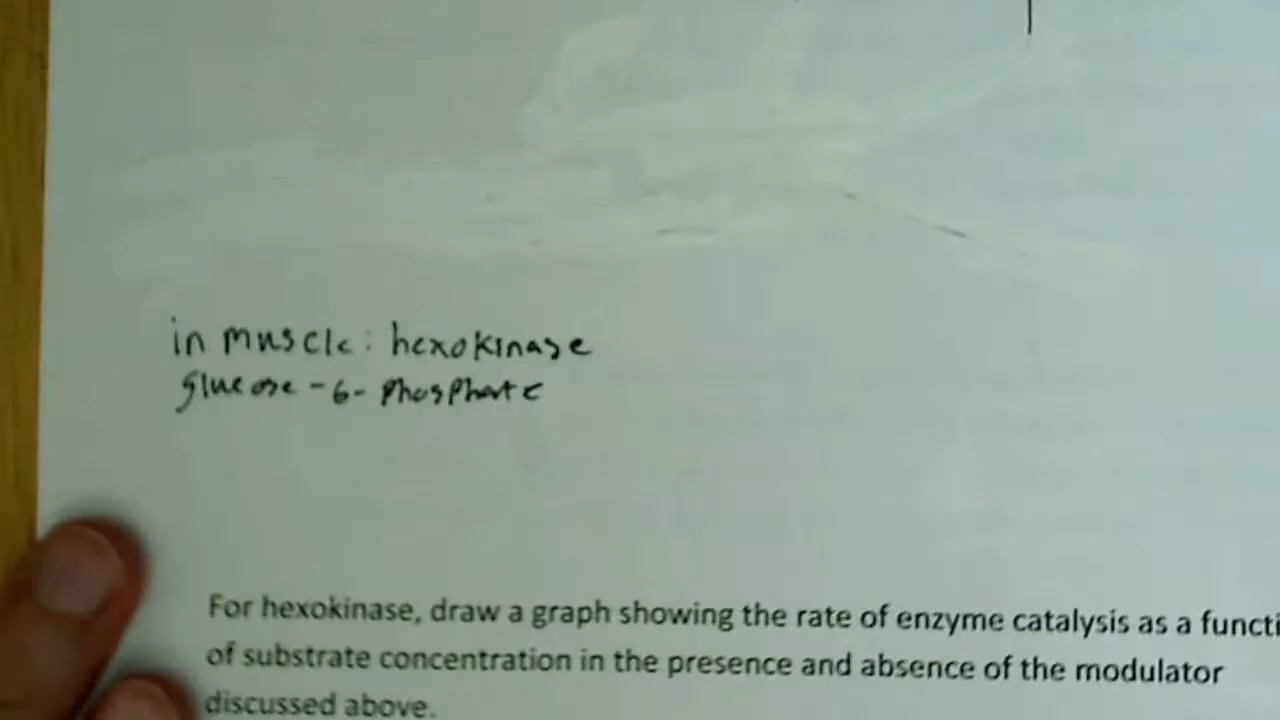 in muscle: hexokinase
glucose-6-phosphate
For hexokinase, draw a graph showing the rate of enzyme catalysis as a functi
of substrate concentration in the presence and absence of the modulator
discussed above.